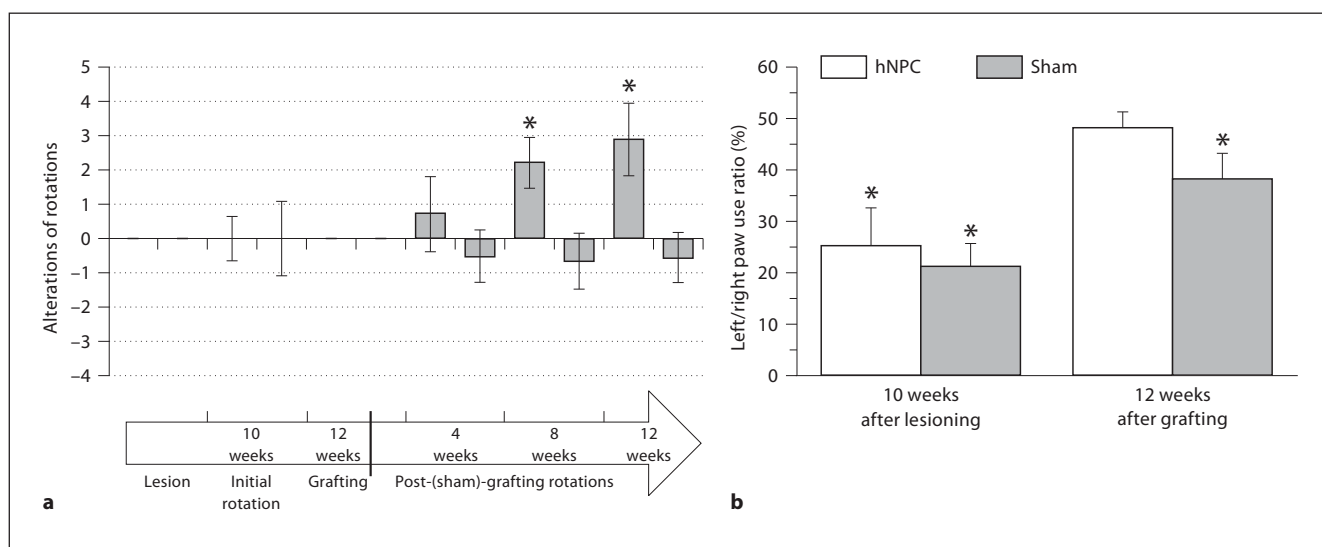 5
4
3
2
1
0
–1
–2
–3
–4
Alterations of rotations
*
*
10 weeks
12 weeks
4 weeks
8 weeks
12 weeks
Lesion
Initial rotation
Grafting
Post-(sham)-grafting rotations
a
hNPC
Sham
60
50
40
30
20
10
0
Left/right paw use ratio (%)
*
*
*
10 weeks
after lesioning
12 weeks
after grafting
b